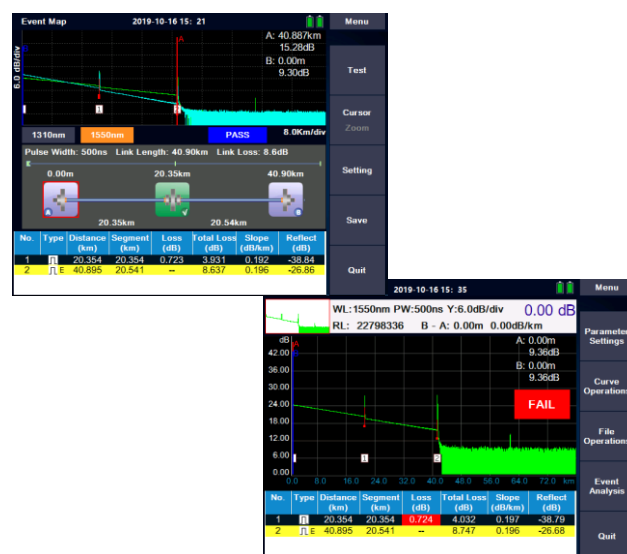 Event Map 2019-10-16 15: 21 Menu
A: 40.887km
15.28dB
B: 0.00m
9.30dB
6.0 dB/div
A
B
1 2
Test
Cursor
Zoom
Setting
Save
Quit
1310nm 1550nm PASS 8.0Km/div
Pulse Width: 500ns Link Length: 40.90km Link Loss: 8.6dB
E
0.00m 20.35km 40.90km
A B
20.35km 20.54km
No. Type Distance (km) Segment (km) Loss (dB) Total Loss (dB) Slope (dB/km) Reflect (dB)
1 20.354 20.354 0.723 3.931 0.192 -38.84
2 E 40.895 20.541 -- 8.637 0.196 -26.86
2019-10-16 15: 35 Menu
WL:1550nm PW:500ns Y:6.0dB/div 0.00 dB
RL: 22798336 B - A: 0.00m 0.00dB/km
dB
A
A: 0.00m
9.36dB
B: 0.00m
9.36dB
FAIL
42.00
36.00
30.00
24.00
18.00
12.00
6.00
0.00
1 2
0.0 8.0 16.0 24.0 32.0 40.0 48.0 56.0 64.0 72.0 km
Parameter
Settings
Curve
Operations
File
Operations
Event
Analysis
Quit
No. Type Distance (km) Segment (km) Loss (dB) Total Loss (dB) Slope (dB/km) Reflect (dB)
1 20.354 20.354 0.724 4.032 0.197 -38.79
2 E 40.895 20.541 -- 8.747 0.196 -26.68